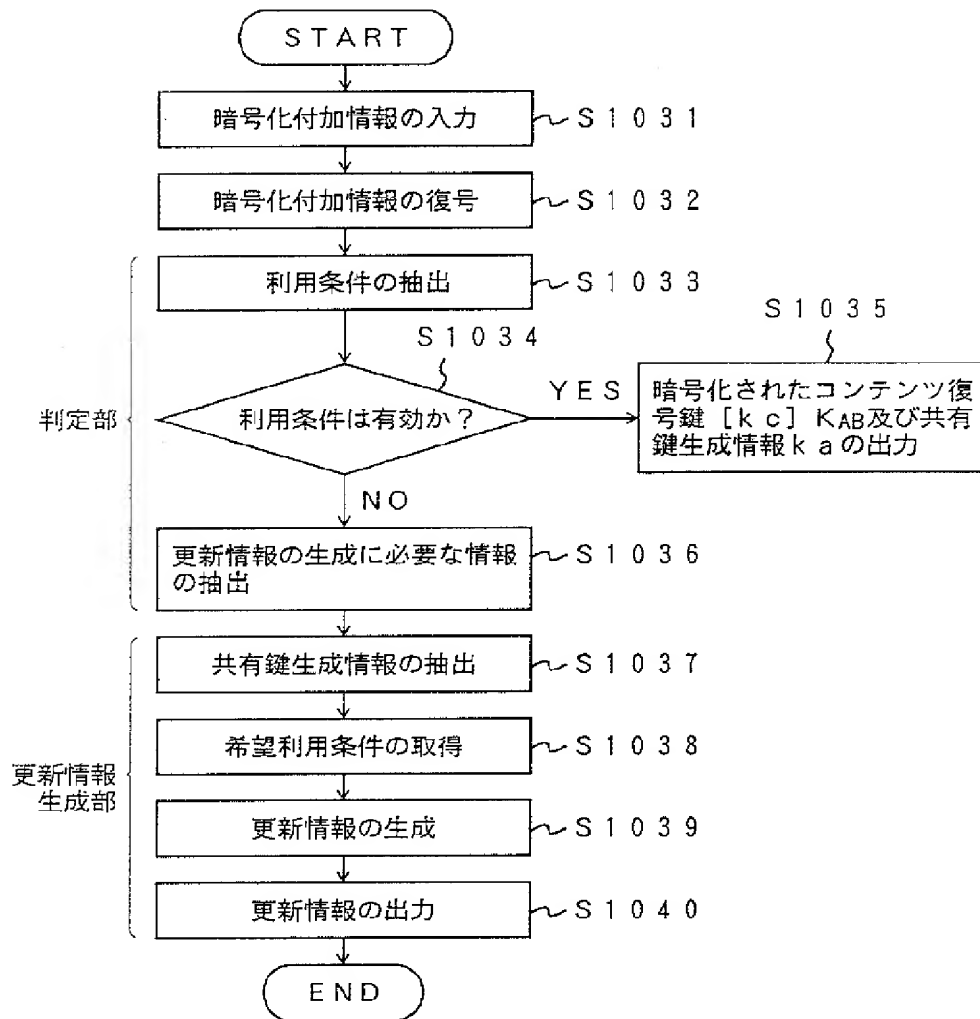 START
暗号化付加情報の入力
S1031
暗号化付加情報の復号
S1032
利用条件の抽出
S1033
S1034
利用条件は有効か?
YES
S1035
暗号化されたコンテンツ復
号鍵[kc]KAB及び共有
鍵生成情報kaの出力
判定部
NO
更新情報の生成に必要な情報
の抽出
S1036
共有鍵生成情報の抽出
S1037
希望利用条件の取得
S1038
更新情報
生成部
更新情報の生成
S1039
更新情報の出力
S1040
END